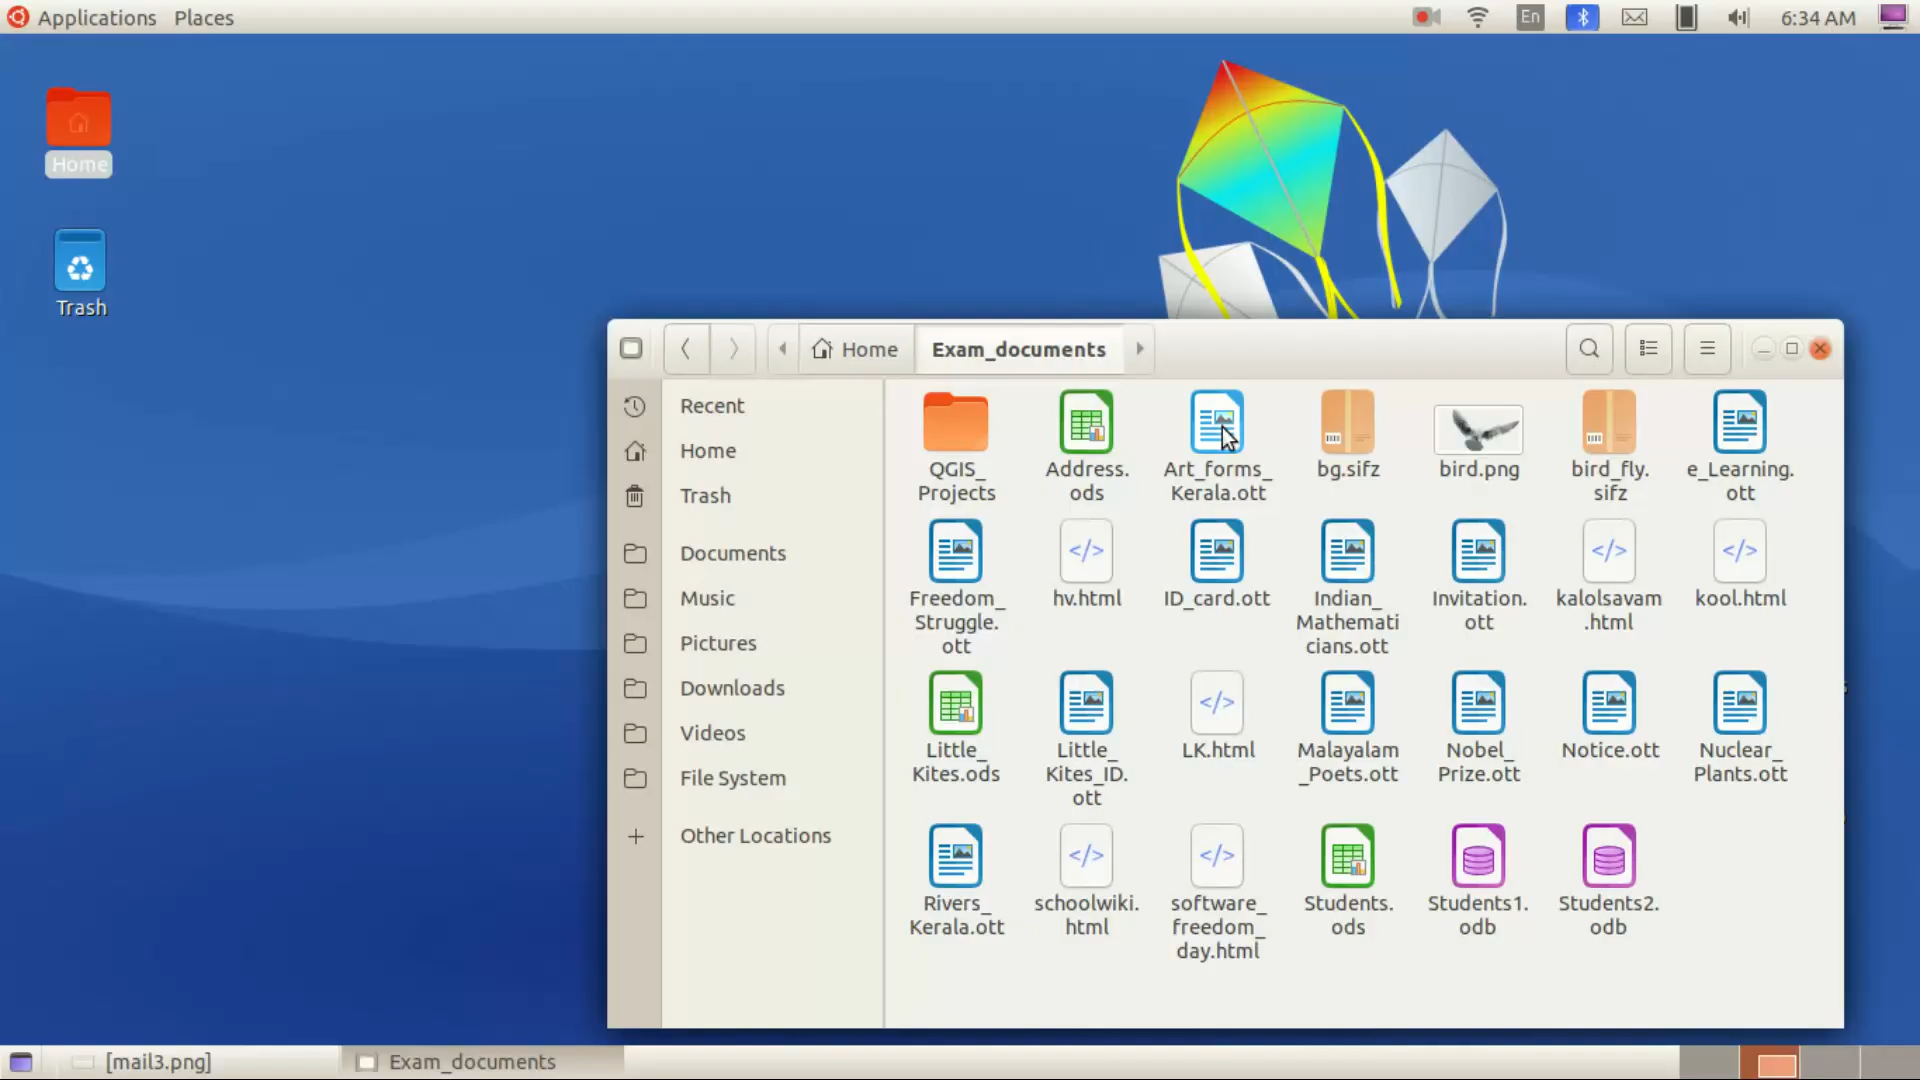 Applications Places
En
6:34 AM
Home
Trash
Home Exam_documents
Recent
Home
Trash
Documents
Music
Pictures
Downloads
Videos
File System
Other Locations
QGIS_
Projects
Address.
ods
Art_forms_
Kerala.ott
bg.sifz
bird.png
bird_fly.
sifz
e_Learning.
ott
Freedom_
Struggle.
ott
hv.html
ID_card.ott
Indian_
Mathemati
cians.ott
Invitation.
ott
kalolsavam
.html
kool.html
Little_
Kites.ods
Little_
Kites_ID.
ott
LK.html
Malayalam
_Poets.ott
Nobel_
Prize.ott
Notice.ott
Nuclear_
Plants.ott
Rivers_
Kerala.ott
schoolwiki.
html
software_
freedom_
day.html
Students.
ods
Students1.
odb
Students2.
odb
[mail3.png]
Exam_documents